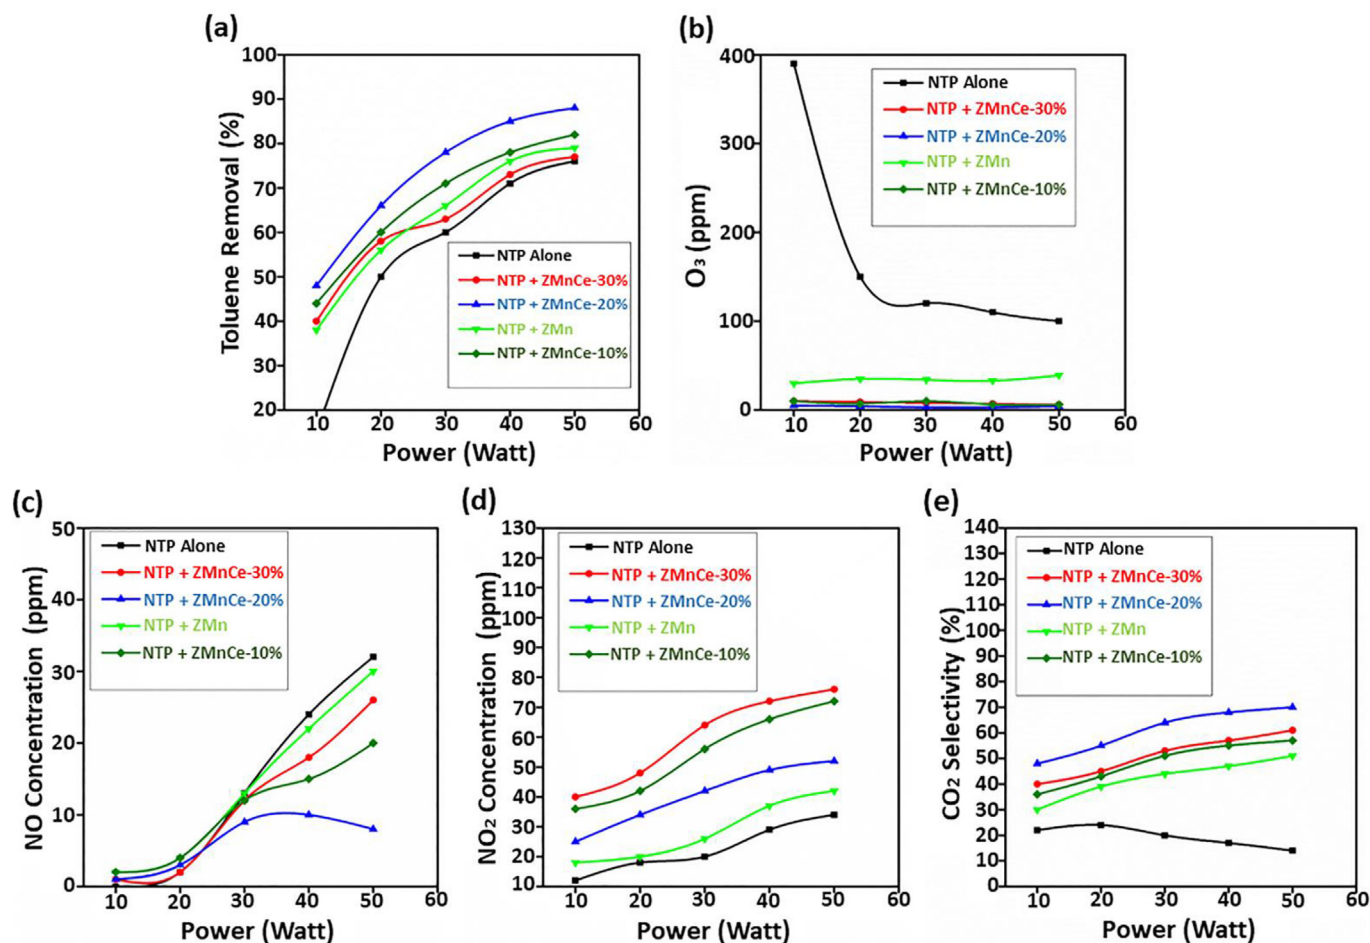 (a)
100
90
80
70
60
50
40
30
20
Toluene Removal (%)
NTP Alone
NTP + ZMnCe-30%
NTP + ZMnCe-20%
NTP + ZMn
NTP + ZMnCe-10%
10 20 30 40 50 60
Power (Watt)
(b)
400
300
200
100
0
O₃ (ppm)
NTP Alone
NTP + ZMnCe-30%
NTP + ZMnCe-20%
NTP + ZMn
NTP + ZMnCe-10%
10 20 30 40 50 60
Power (Watt)
(c)
50
40
30
20
10
0
NO Concentration (ppm)
NTP Alone
NTP + ZMnCe-30%
NTP + ZMnCe-20%
NTP + ZMn
NTP + ZMnCe-10%
10 20 30 40 50 60
Power (Watt)
(d)
130
120
110
100
90
80
70
60
50
40
30
20
10
NO₂ Concentration (ppm)
NTP Alone
NTP + ZMnCe-30%
NTP + ZMnCe-20%
NTP + ZMn
NTP + ZMnCe-10%
10 20 30 40 50 60
Power (Watt)
(e)
140
130
120
110
100
90
80
70
60
50
40
30
20
10
0
CO₂ Selectivity (%)
NTP Alone
NTP + ZMnCe-30%
NTP + ZMnCe-20%
NTP + ZMn
NTP + ZMnCe-10%
10 20 30 40 50 60
Power (Watt)